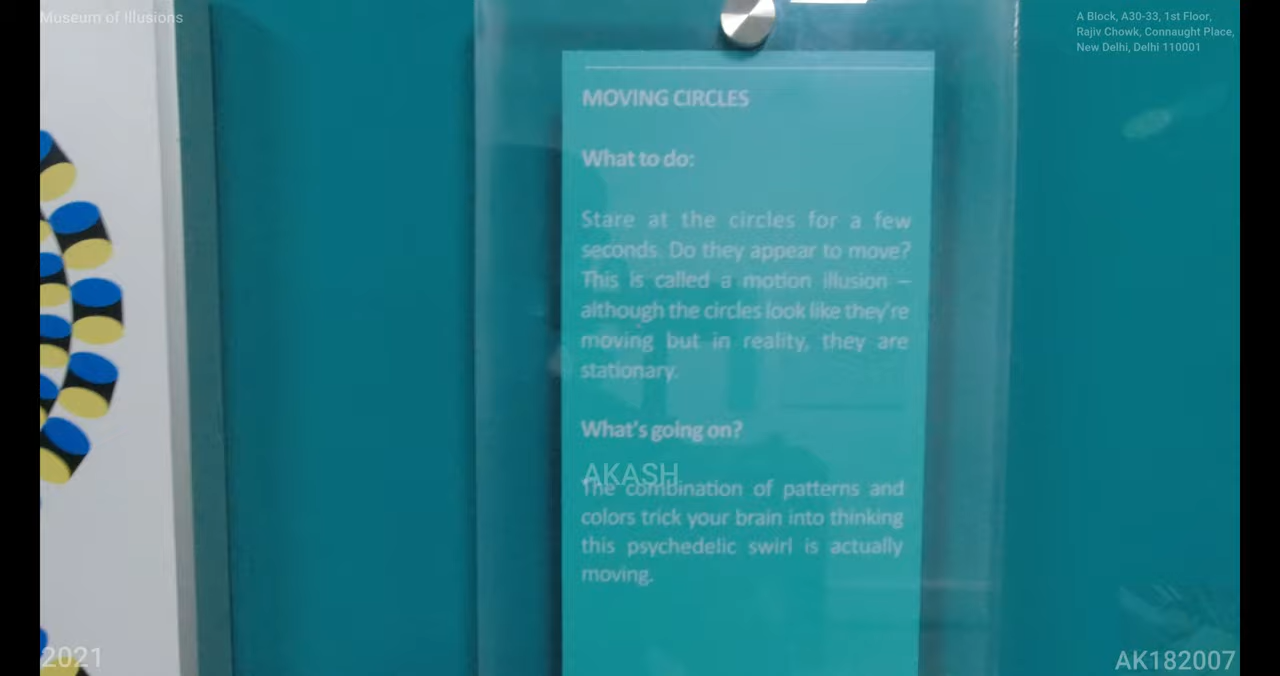 Museum of Illusions
A Block, A30-33, 1st Floor,
Rajiv Chowk, Connaught Place,
New Delhi, Delhi 110001
MOVING CIRCLES
What to do:
Stare at the circles for a few
seconds. Do they appear to move?
This is called a motion illusion –
although the circles look like they're
moving but in reality, they are
stationary.
What's going on?
AKASH
The combination of patterns and
colors trick your brain into thinking
this psychedelic swirl is actually
moving.
2021
AK182007